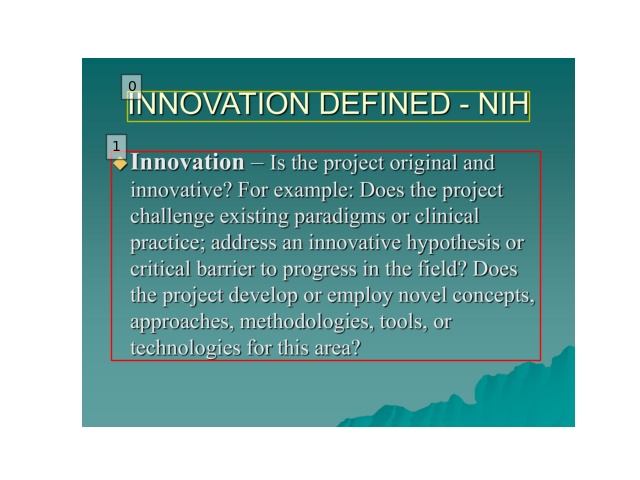 0
INNOVATION DEFINED - NIH
1
Innovation – Is the project original and
innovative? For example: Does the project
challenge existing paradigms or clinical
practice; address an innovative hypothesis or
critical barrier to progress in the field? Does
the project develop or employ novel concepts,
approaches, methodologies, tools, or
technologies for this area?